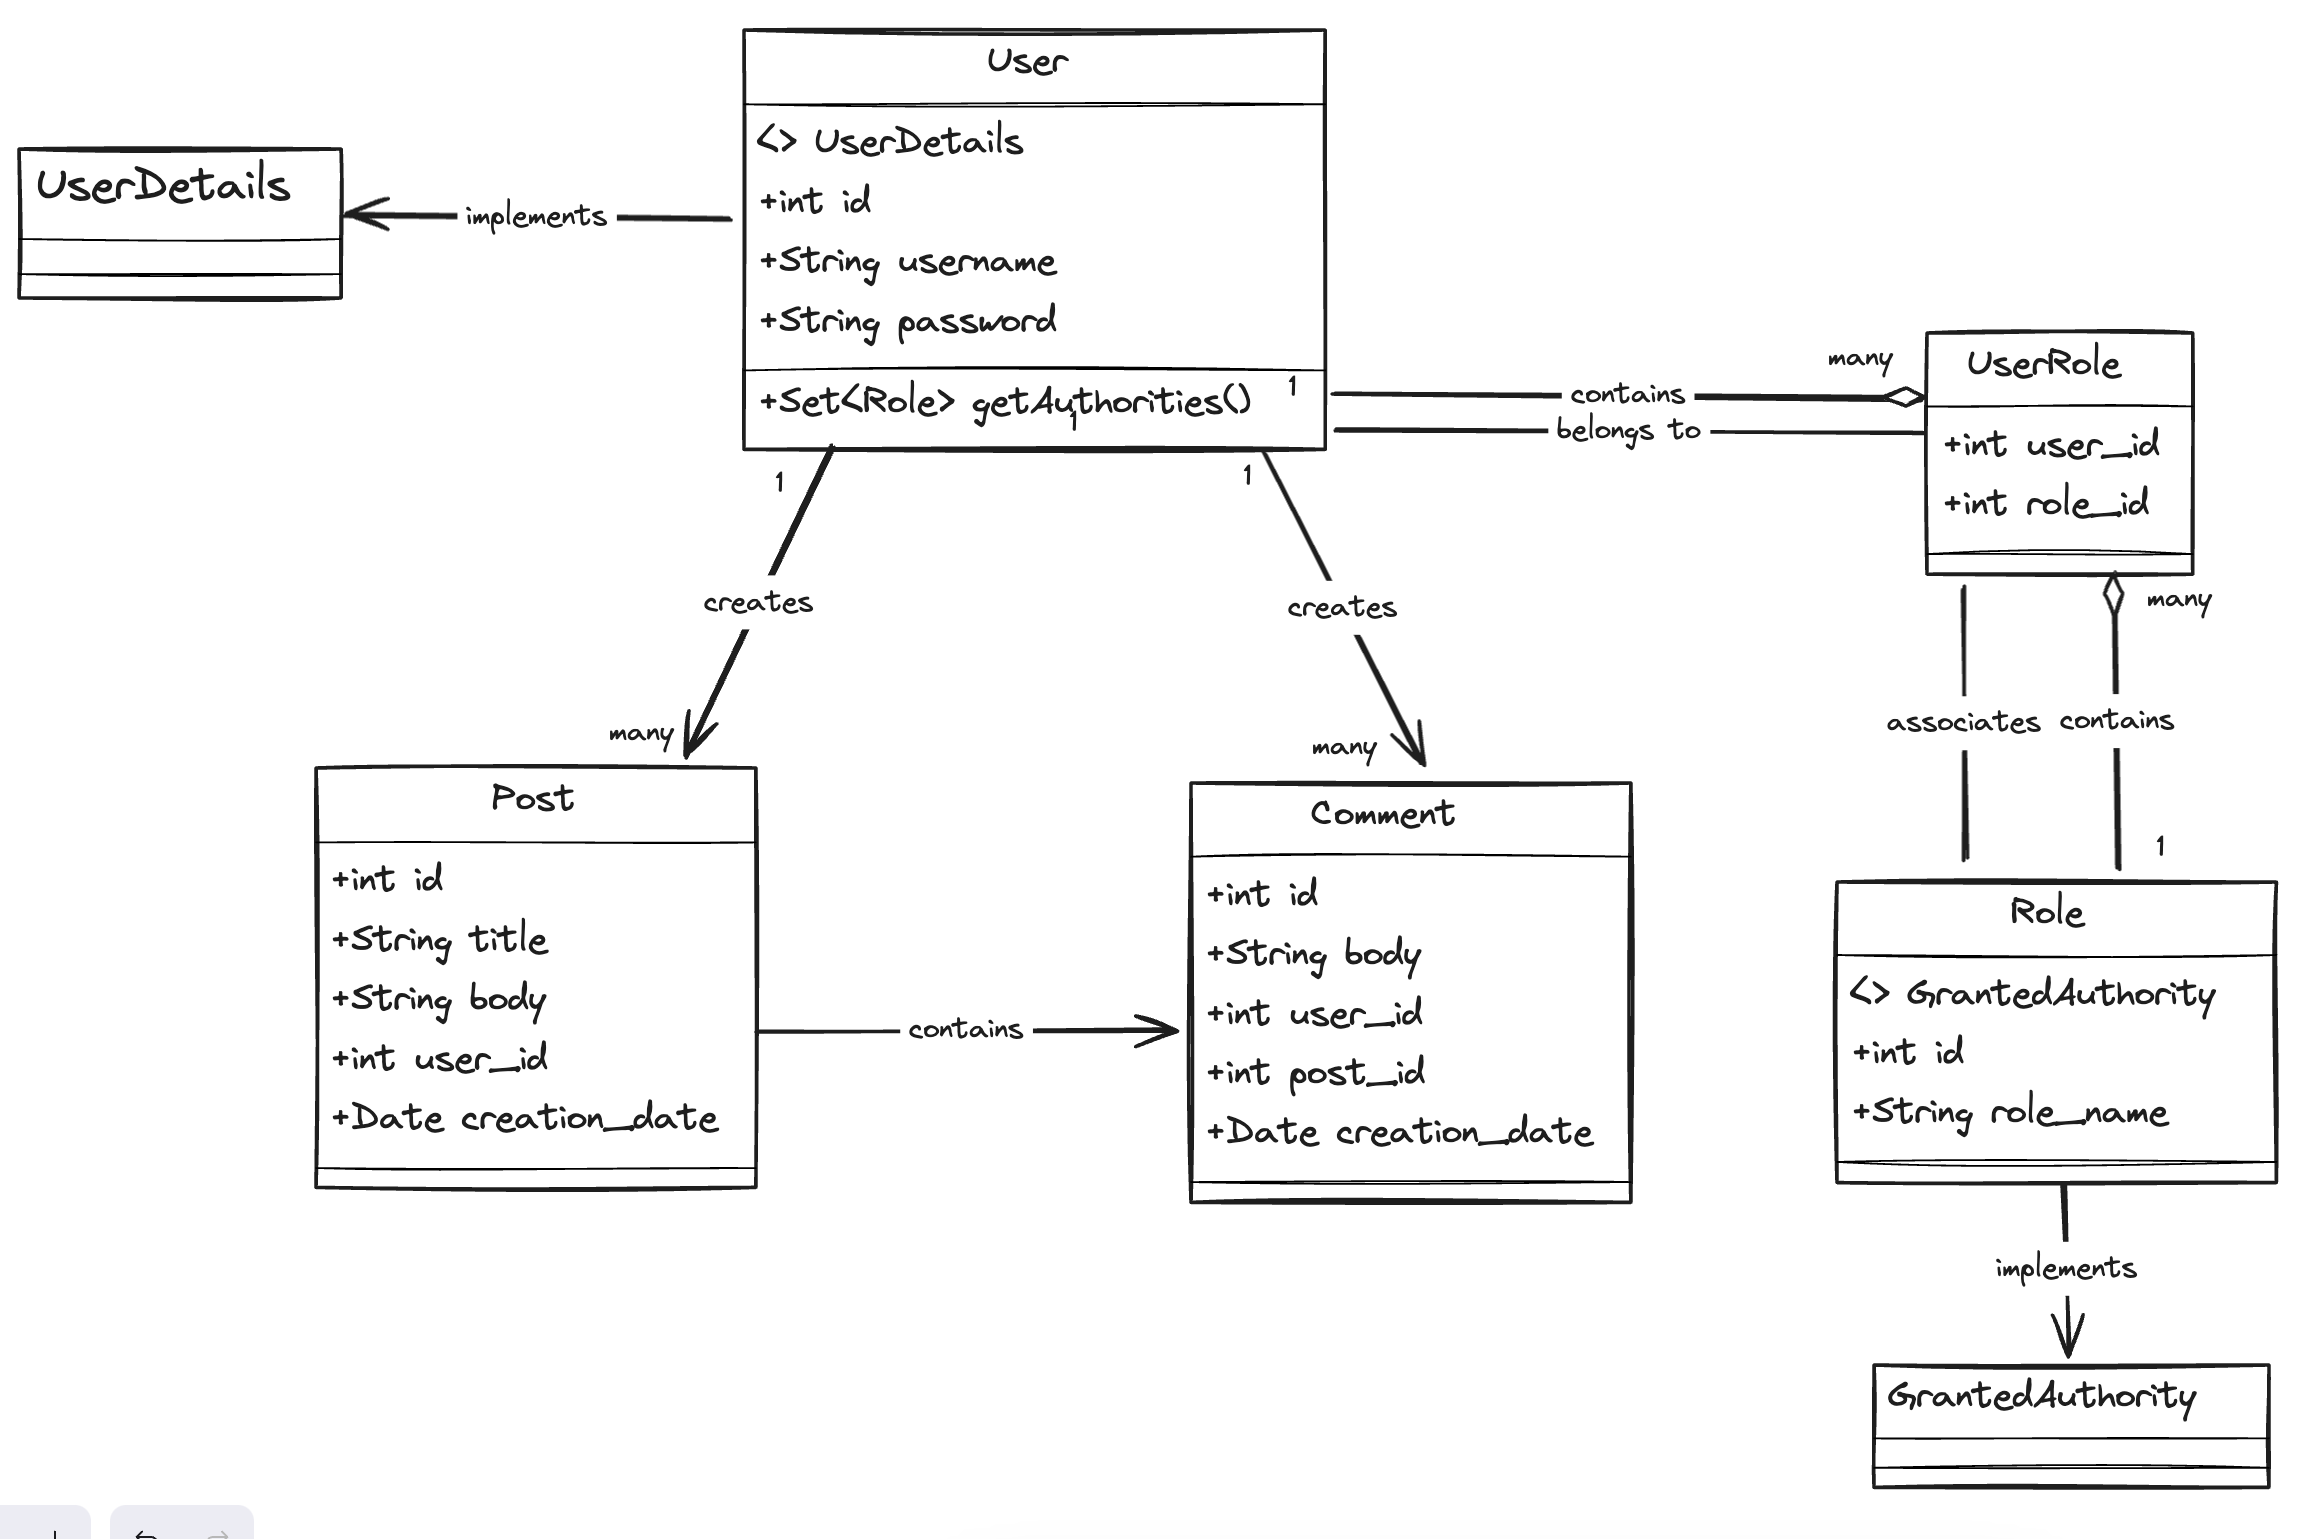 User
<> UserDetails
+int id
+String username
+String password
+Set<Role> getAuthorities()
1
1
UserDetails
implements
many
contains
belongs to
UserRole
+int user_id
+int role_id
1
creates
many
1
creates
many
many
associates
contains
1
Post
+int id
+String title
+String body
+int user_id
+Date creation_date
contains
Comment
+int id
+String body
+int user_id
+int post_id
+Date creation_date
Role
<> GrantedAuthority
+int id
+String role_name
implements
GrantedAuthority